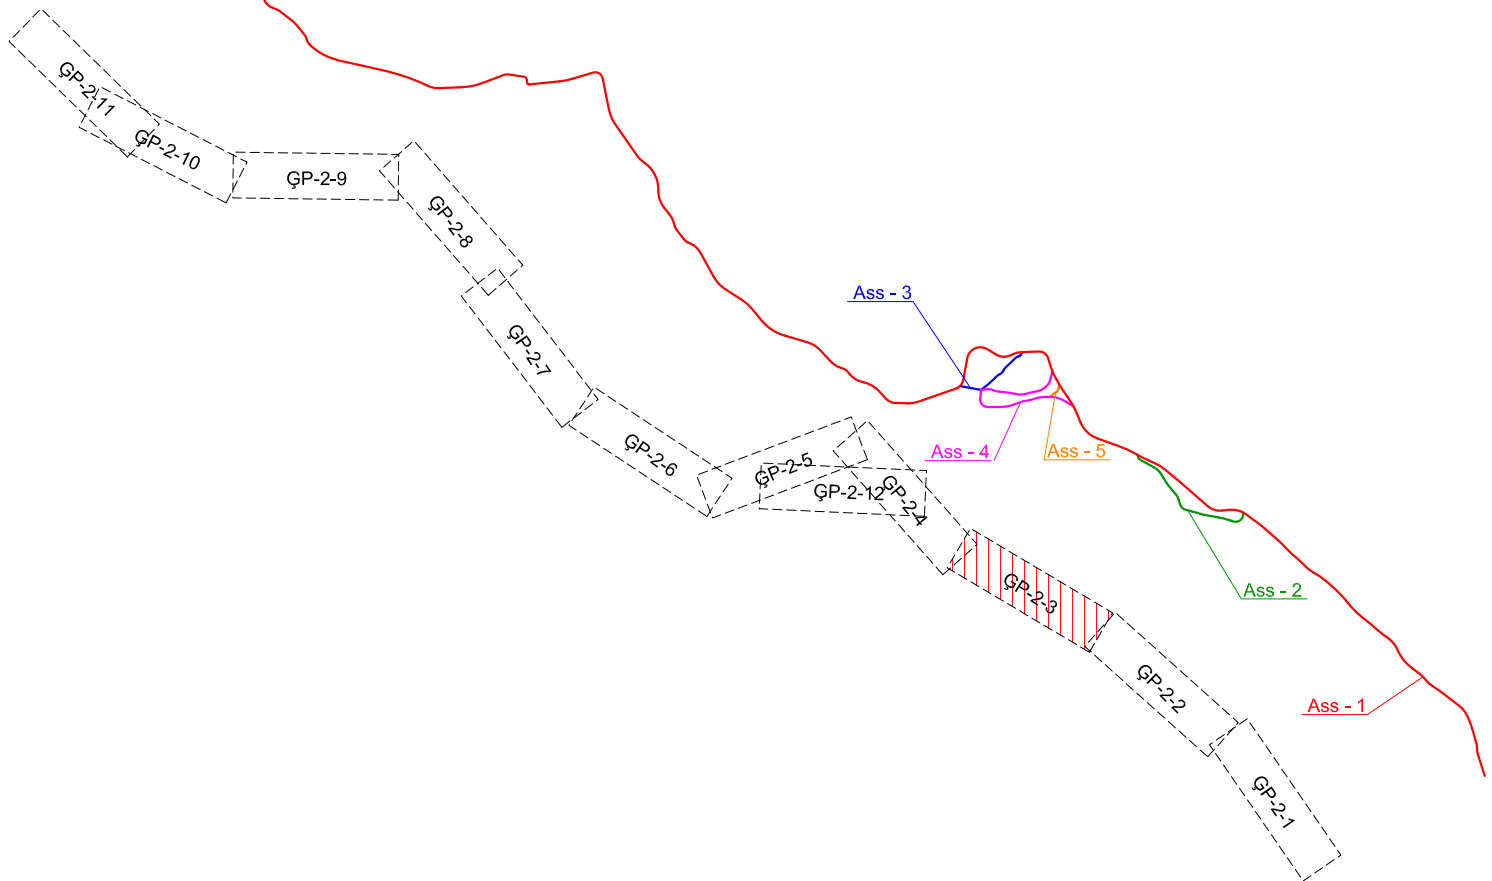 ĢP-2-11
ĢP-2-10
ĢP-2-9
ĢP-2-8
Ass - 3
ĢP-2-7
ĢP-2-6
Ass - 4
Ass - 5
ĢP-2-5
ĢP-2-12
ĢP-2-4
ĢP-2-3
Ass - 2
ĢP-2-2
Ass - 1
ĢP-2-1